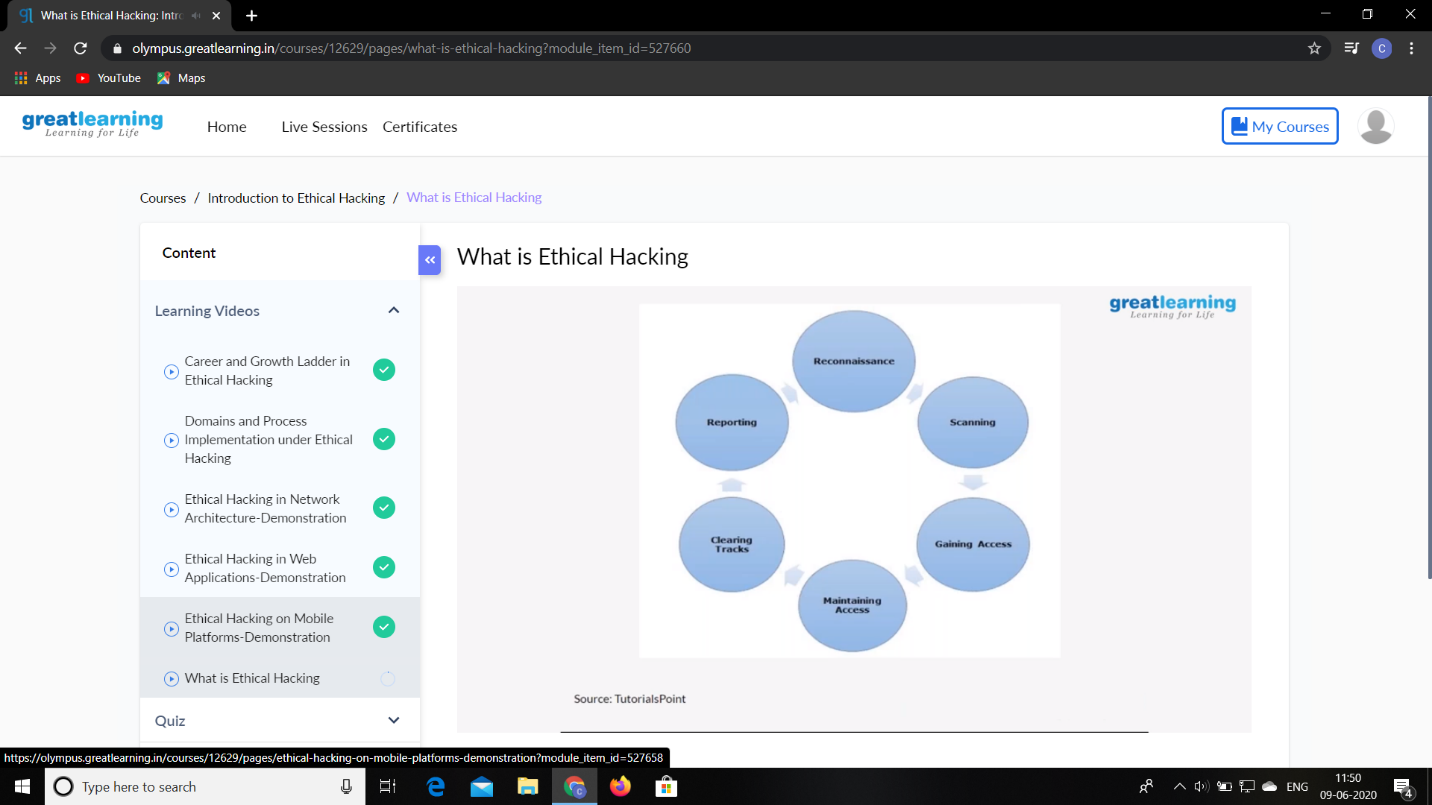 What is Ethical Hacking: Intro
olympus.greatlearning.in/courses/12629/pages/what-is-ethical-hacking?module_item_id=527660
C
Apps YouTube Maps
greatlearning
Learning for Life
Home Live Sessions Certificates
My Courses
Courses / Introduction to Ethical Hacking / What is Ethical Hacking
Content
Learning Videos
Career and Growth Ladder in
Ethical Hacking
Domains and Process
Implementation under Ethical
Hacking
Ethical Hacking in Network
Architecture-Demonstration
Ethical Hacking in Web
Applications-Demonstration
Ethical Hacking on Mobile
Platforms-Demonstration
What is Ethical Hacking
Quiz
What is Ethical Hacking
greatlearning
Learning for Life
Reconnaissance
Scanning
Gaining Access
Maintaining
Access
Clearing
Tracks
Reporting
Source: TutorialsPoint
https://olympus.greatlearning.in/courses/12629/pages/ethical-hacking-on-mobile-platforms-demonstration?module_item_id=527658
Type here to search
C
ENG
11:50
09-06-2020
4